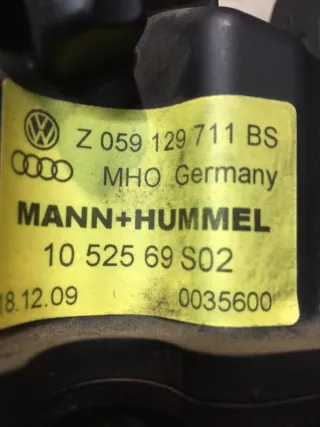 Z 059 129 711 BS
MHO Germany
MANN+HUMMEL
10 525 69 S02
18.12.09 0035600